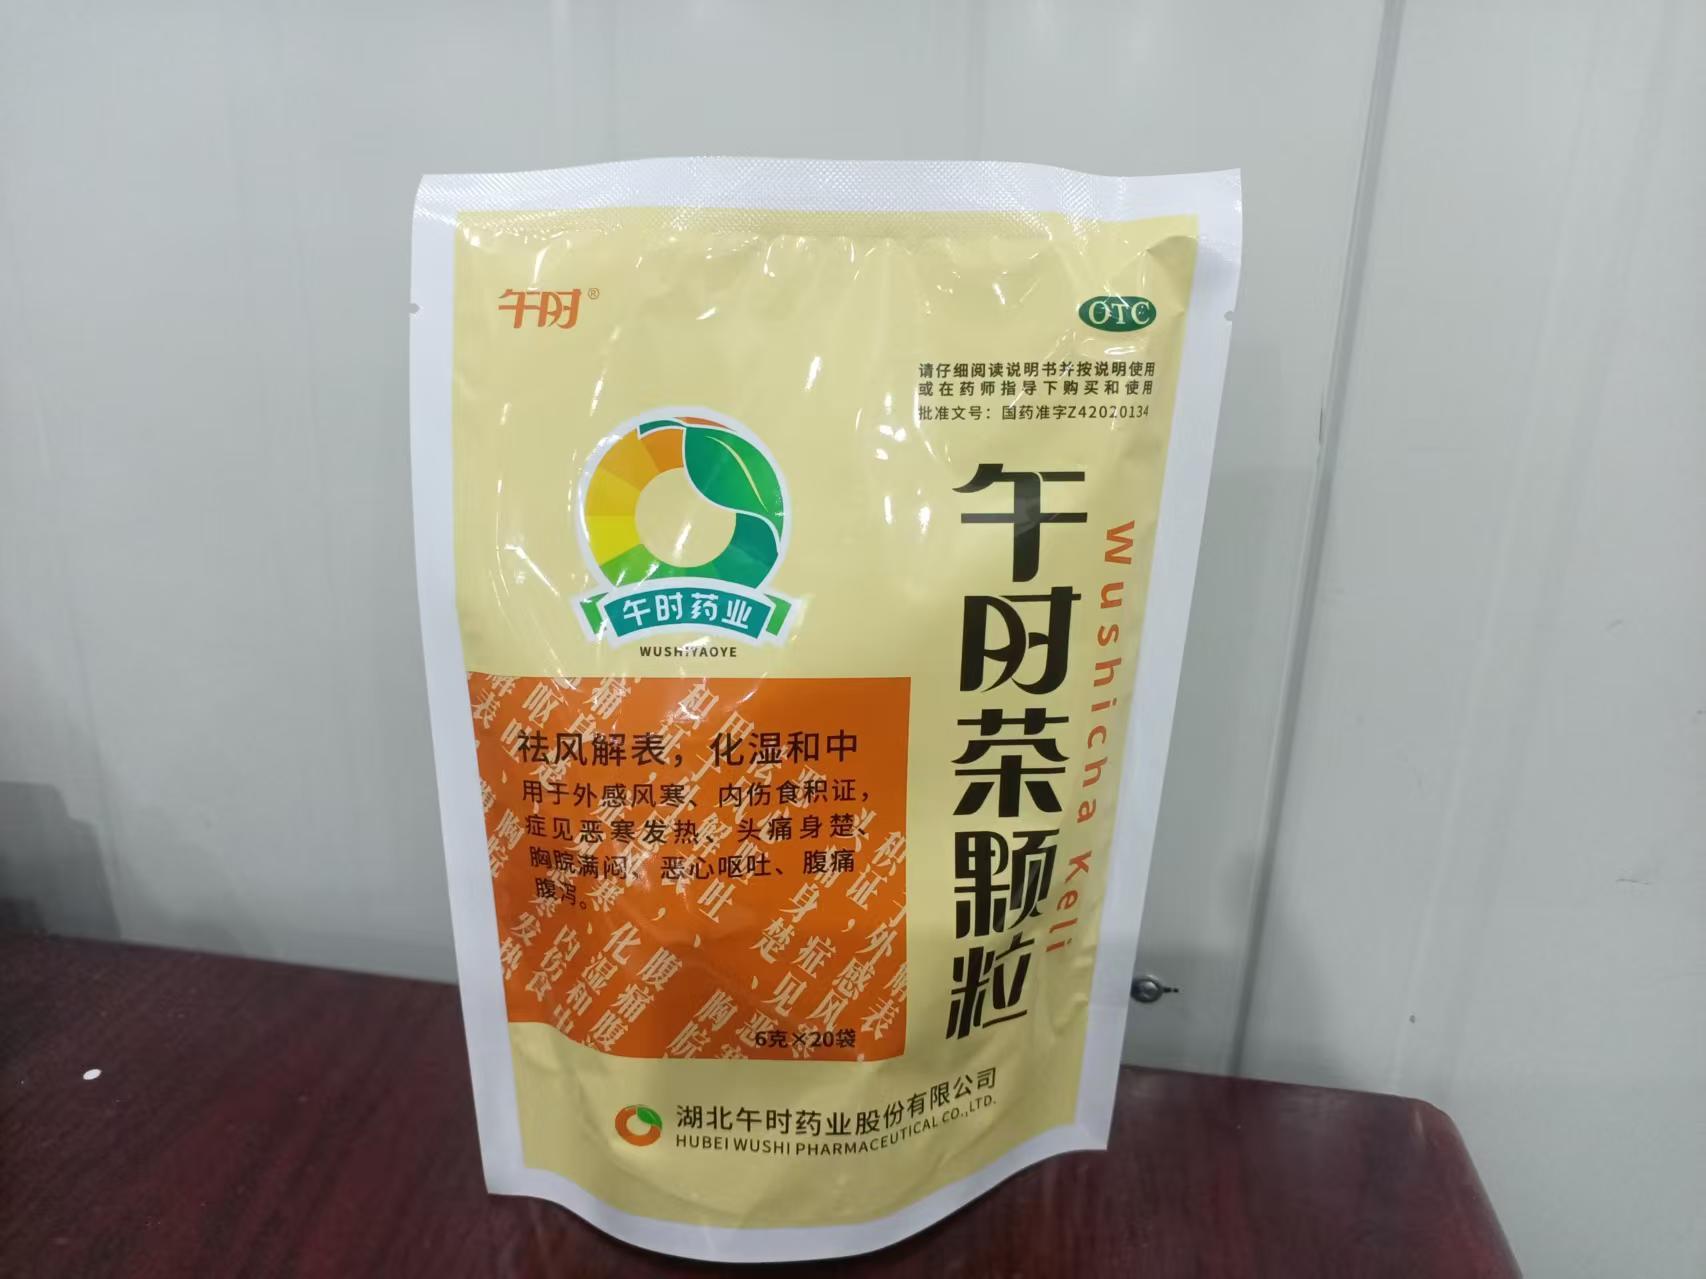 午时®
OTC
请仔细阅读说明书并按说明使用
或在药师指导下购买和使用
批准文号：国药准字Z42020134
午时茶颗粒
Wushicha Keli
午时药业
WUSHIYAOYE
祛风解表，化湿和中
用于外感风寒、内伤食积证，
症见恶寒发热、头痛身楚、
胸脘满闷、恶心呕吐、腹痛
腹泻。
6克×20袋
湖北午时药业股份有限公司
HUBEI WUSHI PHARMACEUTICAL CO.,LTD.